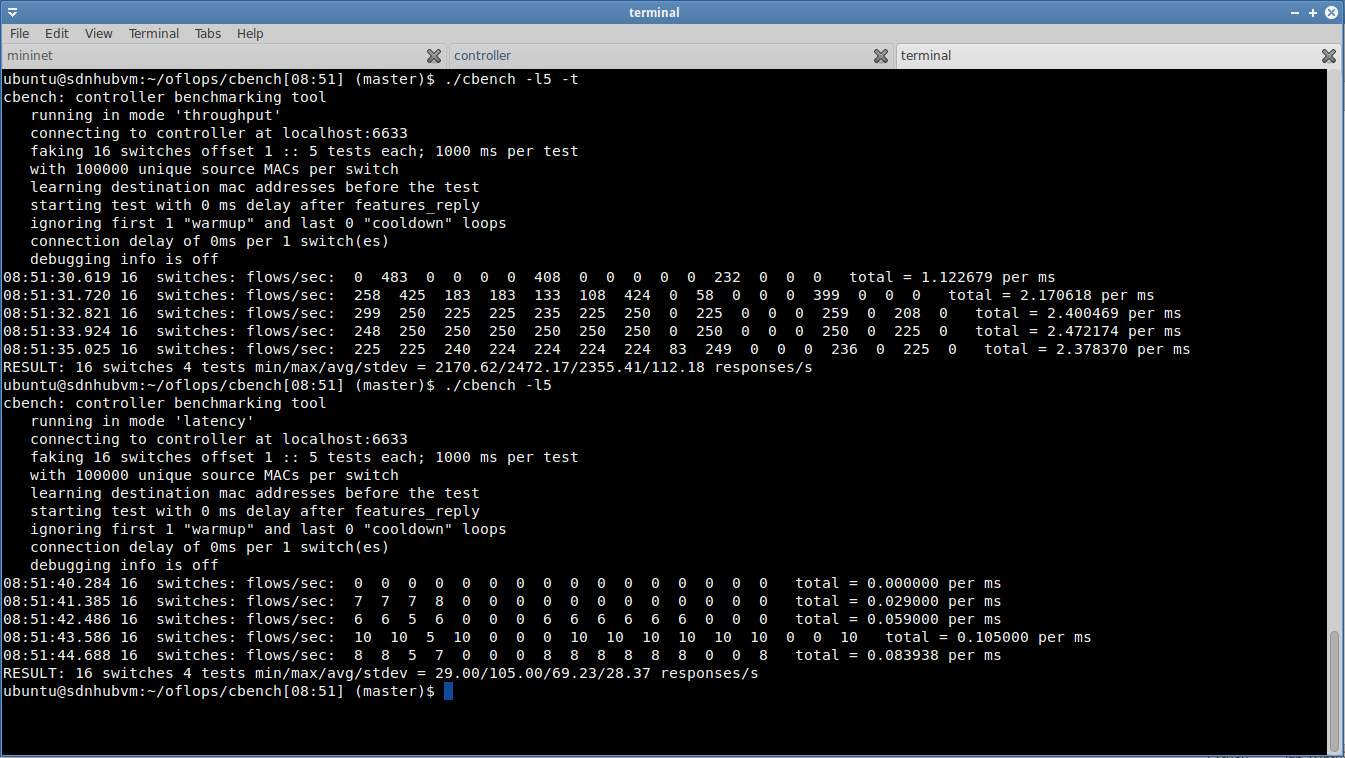 terminal
File Edit View Terminal Tabs Help
mininet controller terminal
ubuntu@sdnhubvm:~/oflops/cbench[08:51] (master)$ ./cbench -l5 -t
cbench: controller benchmarking tool
   running in mode 'throughput'
   connecting to controller at localhost:6633
   faking 16 switches offset 1 :: 5 tests each; 1000 ms per test
   with 100000 unique source MACs per switch
   learning destination mac addresses before the test
   starting test with 0 ms delay after features_reply
   ignoring first 1 "warmup" and last 0 "cooldown" loops
   connection delay of 0ms per 1 switch(es)
   debugging info is off
08:51:30.619 16  switches: flows/sec:  0  483  0  0  0  0  408  0  0  0  0  0  232  0  0  0   total = 1.122679 per ms
08:51:31.720 16  switches: flows/sec:  258  425  183  183  133  108  424  0  58  0  0  0  399  0  0  0   total = 2.170618 per ms
08:51:32.821 16  switches: flows/sec:  299  250  225  225  235  225  250  0  225  0  0  0  259  0  208  0   total = 2.400469 per ms
08:51:33.924 16  switches: flows/sec:  248  250  250  250  250  250  250  0  250  0  0  0  250  0  225  0   total = 2.472174 per ms
08:51:35.025 16  switches: flows/sec:  225  225  240  224  224  224  224  83  249  0  0  0  236  0  225  0   total = 2.378370 per ms
RESULT: 16 switches 4 tests min/max/avg/stdev = 2170.62/2472.17/2355.41/112.18 responses/s
ubuntu@sdnhubvm:~/oflops/cbench[08:51] (master)$ ./cbench -l5
cbench: controller benchmarking tool
   running in mode 'latency'
   connecting to controller at localhost:6633
   faking 16 switches offset 1 :: 5 tests each; 1000 ms per test
   with 100000 unique source MACs per switch
   learning destination mac addresses before the test
   starting test with 0 ms delay after features_reply
   ignoring first 1 "warmup" and last 0 "cooldown" loops
   connection delay of 0ms per 1 switch(es)
   debugging info is off
08:51:40.284 16  switches: flows/sec:  0  0  0  0  0  0  0  0  0  0  0  0  0  0  0  0   total = 0.000000 per ms
08:51:41.385 16  switches: flows/sec:  7  7  7  8  0  0  0  0  0  0  0  0  0  0  0  0   total = 0.029000 per ms
08:51:42.486 16  switches: flows/sec:  6  6  5  6  0  0  0  6  6  6  6  6  6  0  0  0   total = 0.059000 per ms
08:51:43.586 16  switches: flows/sec:  10  10  5  10  0  0  0  10  10  10  10  10  10  0  0  10   total = 0.105000 per ms
08:51:44.688 16  switches: flows/sec:  8  8  5  7  0  0  0  8  8  8  8  8  8  0  0  8   total = 0.083938 per ms
RESULT: 16 switches 4 tests min/max/avg/stdev = 29.00/105.00/69.23/28.37 responses/s
ubuntu@sdnhubvm:~/oflops/cbench[08:51] (master)$